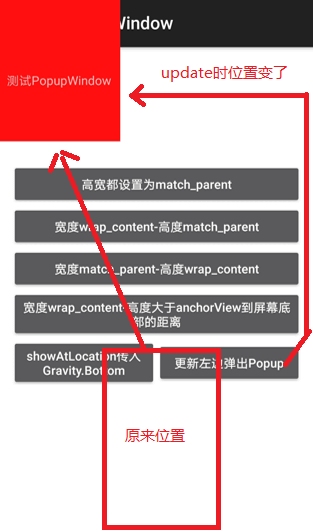 Window
测试PopupWindow
update时位置变了
高宽都设置为match_parent
宽度wrap_content-高度match_parent
宽度match_parent-高度wrap_content
宽度wrap_content-高度大于anchorView到屏幕底
部的距离
showAtLocation传入
Gravity.Bottom
更新左边弹出Popup
原来位置